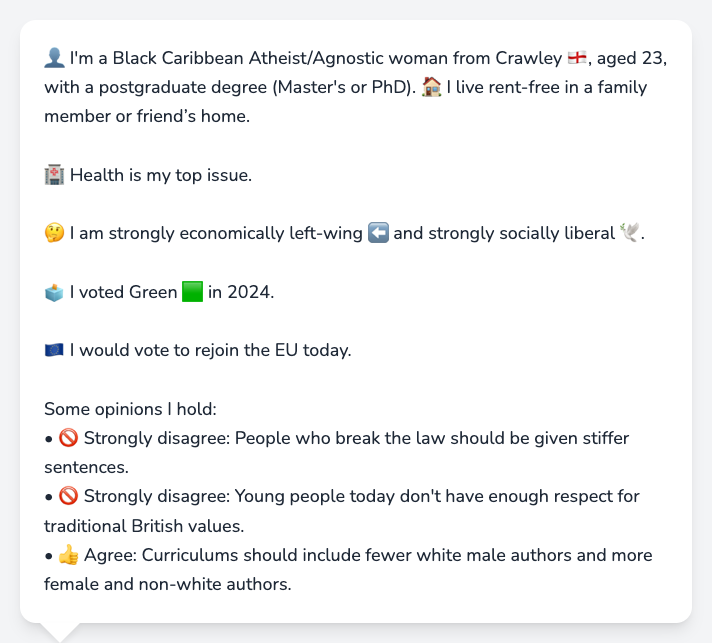 👤 I'm a Black Caribbean Atheist/Agnostic woman from Crawley 🏴󠁧󠁢󠁥󠁮󠁧󠁿, aged 23,
with a postgraduate degree (Master's or PhD). 🏠 I live rent-free in a family
member or friend’s home.
🏥 Health is my top issue.
🤔 I am strongly economically left-wing ⬅️ and strongly socially liberal 🕊️.
🗳️ I voted Green 🟩 in 2024.
🇪🇺 I would vote to rejoin the EU today.
Some opinions I hold:
• 🚫 Strongly disagree: People who break the law should be given stiffer
sentences.
• 🚫 Strongly disagree: Young people today don't have enough respect for
traditional British values.
• 👍 Agree: Curriculums should include fewer white male authors and more
female and non-white authors.